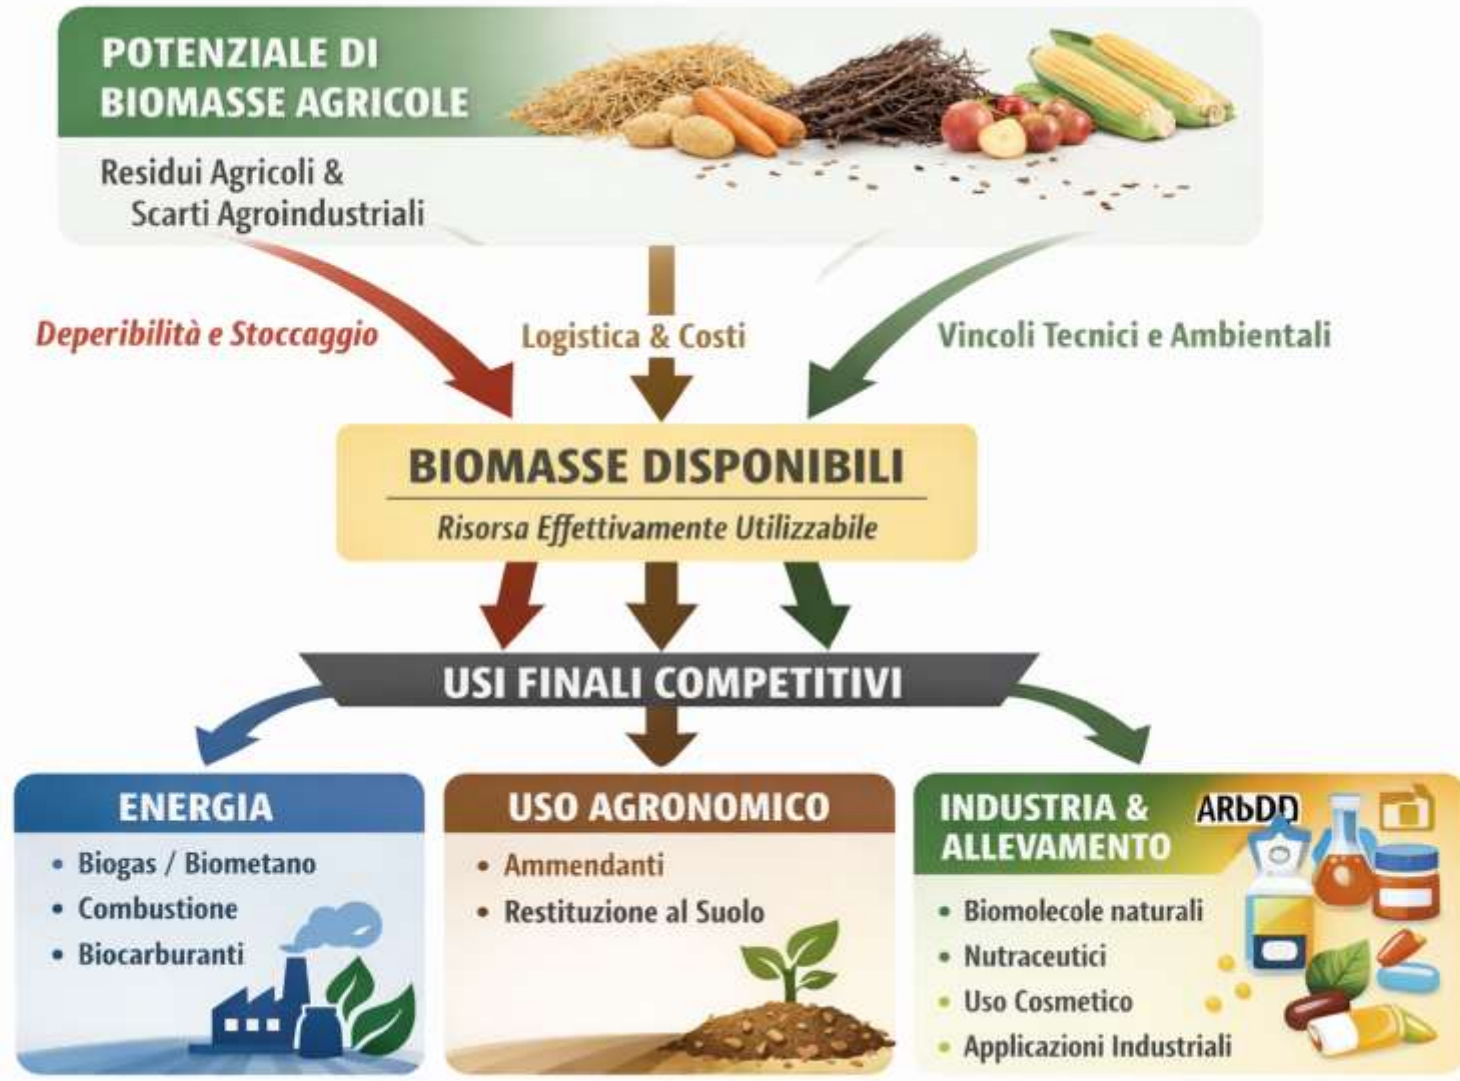 POTENZIALE DI
BIOMASSE AGRICOLE
Residui Agricoli &
Scarti Agroindustriali
Deperibilità e Stoccaggio
Logistica & Costi
Vincoli Tecnici e Ambientali
BIOMASSE DISPONIBILI
Risorsa Effettivamente Utilizzabile
USI FINALI COMPETITIVI
ENERGIA
• Biogas / Biometano
• Combustione
• Biocarburanti
USO AGRONOMICO
• Ammendanti
• Restituzione al Suolo
INDUSTRIA &
ALLEVAMENTO
• Biomolecole naturali
• Nutraceutici
• Uso Cosmetico
• Applicazioni Industriali